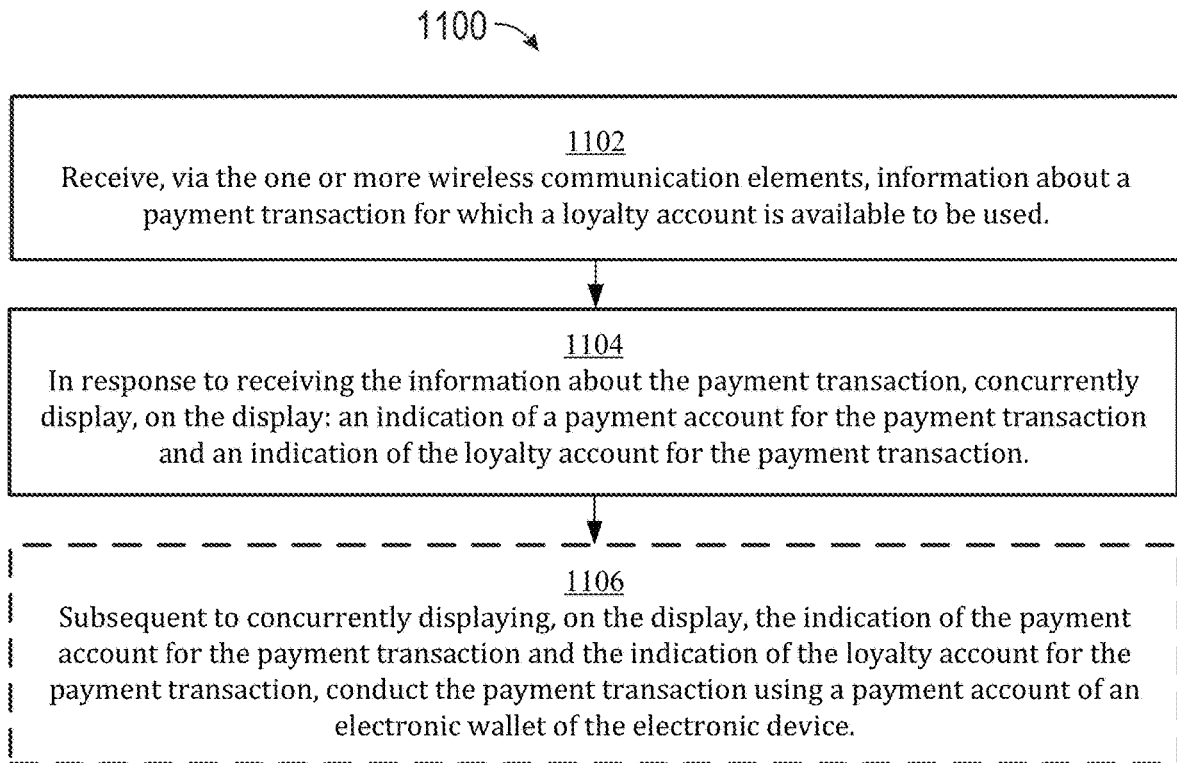 1100
1102
Receive, via the one or more wireless communication elements, information about a
payment transaction for which a loyalty account is available to be used.
1104
In response to receiving the information about the payment transaction, concurrently
display, on the display: an indication of a payment account for the payment transaction
and an indication of the loyalty account for the payment transaction.
1106
Subsequent to concurrently displaying, on the display, the indication of the payment
account for the payment transaction and the indication of the loyalty account for the
payment transaction, conduct the payment transaction using a payment account of an
electronic wallet of the electronic device.